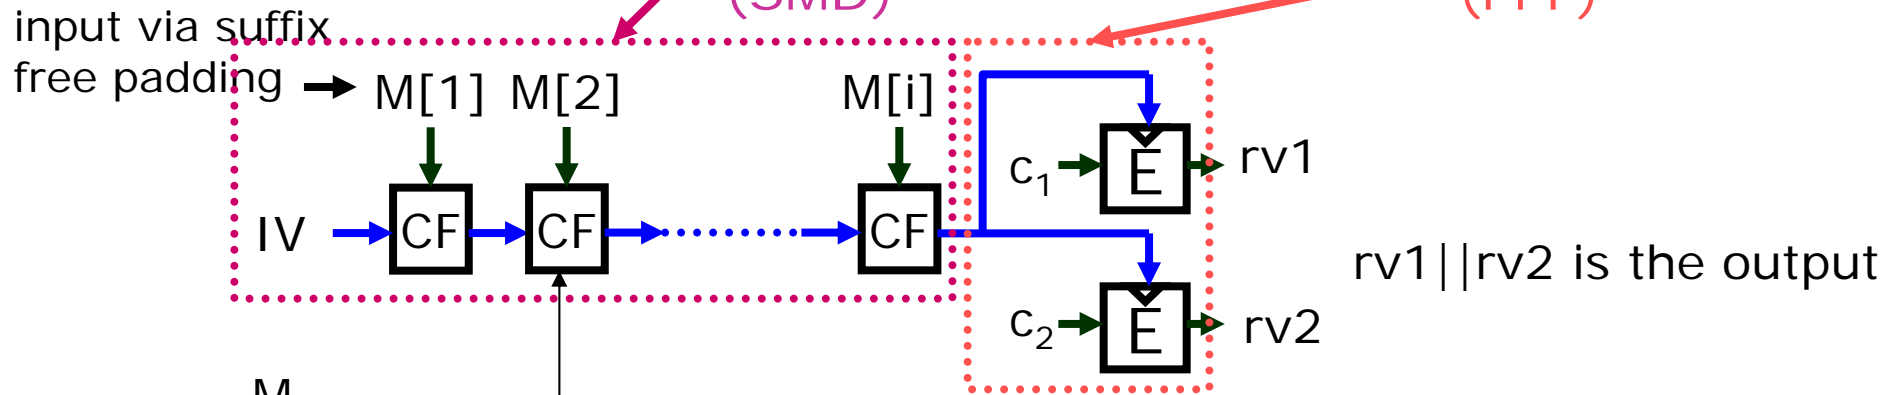 (SMD)
input via suffix
free padding
M[1] M[2] M[i]
IV CF CF CF
c1 E rv1
c2 E rv2
rv1||rv2 is the output
M